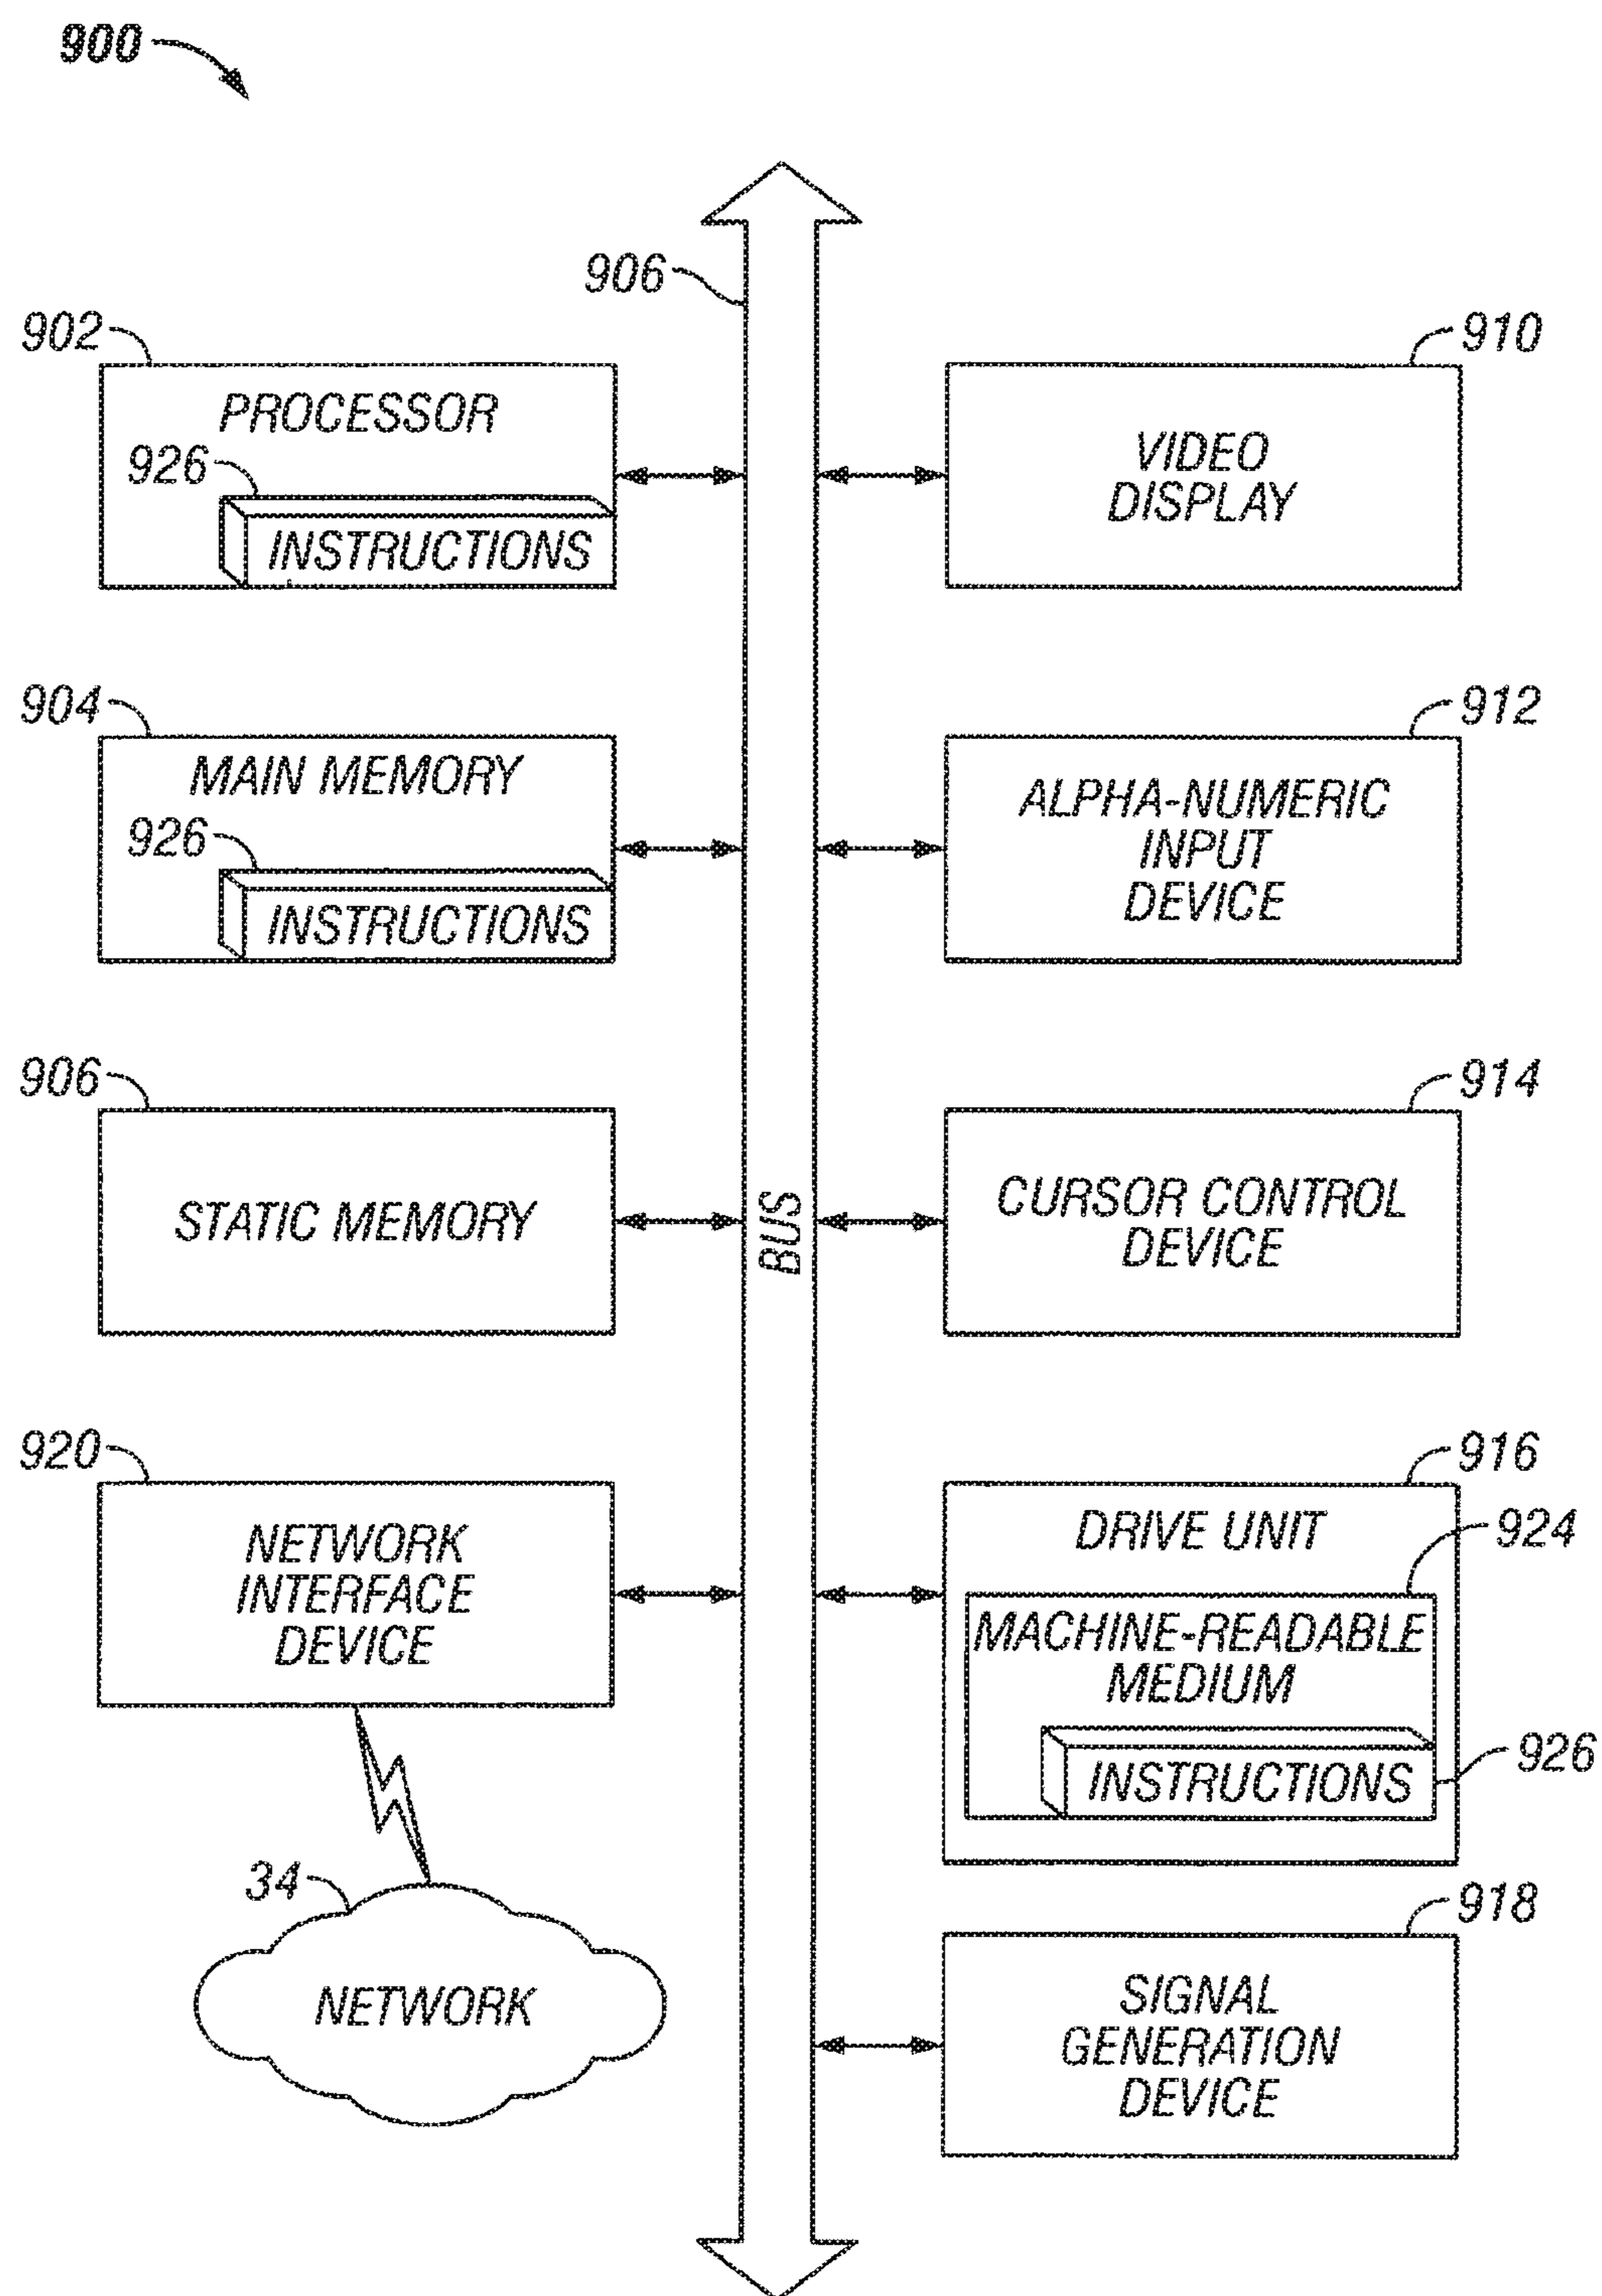 900
906
902
PROCESSOR
926
INSTRUCTIONS
910
VIDEO
DISPLAY
904
MAIN MEMORY
926
INSTRUCTIONS
912
ALPHA-NUMERIC
INPUT
DEVICE
906
STATIC MEMORY
BUS
914
CURSOR CONTROL
DEVICE
920
NETWORK
INTERFACE
DEVICE
916
DRIVE UNIT
924
MACHINE-READABLE
MEDIUM
926
INSTRUCTIONS
34
NETWORK
918
SIGNAL
GENERATION
DEVICE